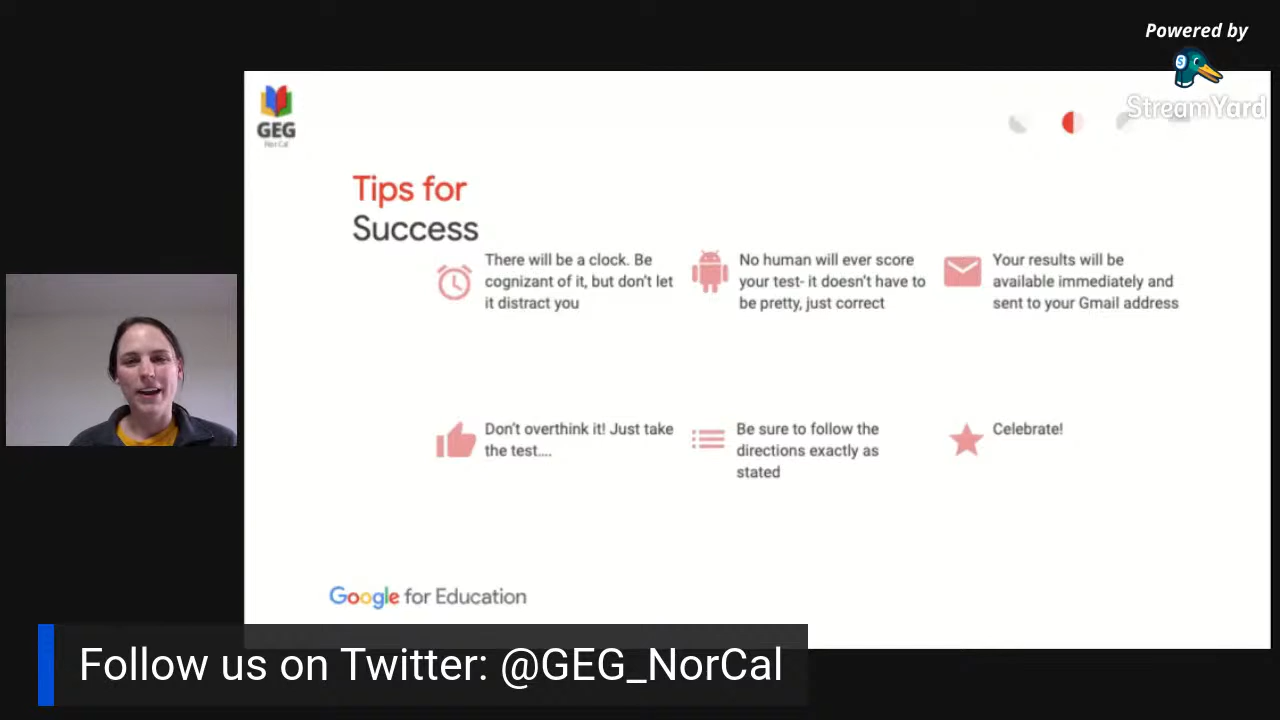 Powered by
StreamYard
GEG
NorCal
Tips for
Success
There will be a clock. Be
cognizant of it, but don't let
it distract you
No human will ever score
your test- it doesn't have to
be pretty, just correct
Your results will be
available immediately and
sent to your Gmail address
Don't overthink it! Just take
the test....
Be sure to follow the
directions exactly as
stated
Celebrate!
Google for Education
Follow us on Twitter: @GEG_NorCal